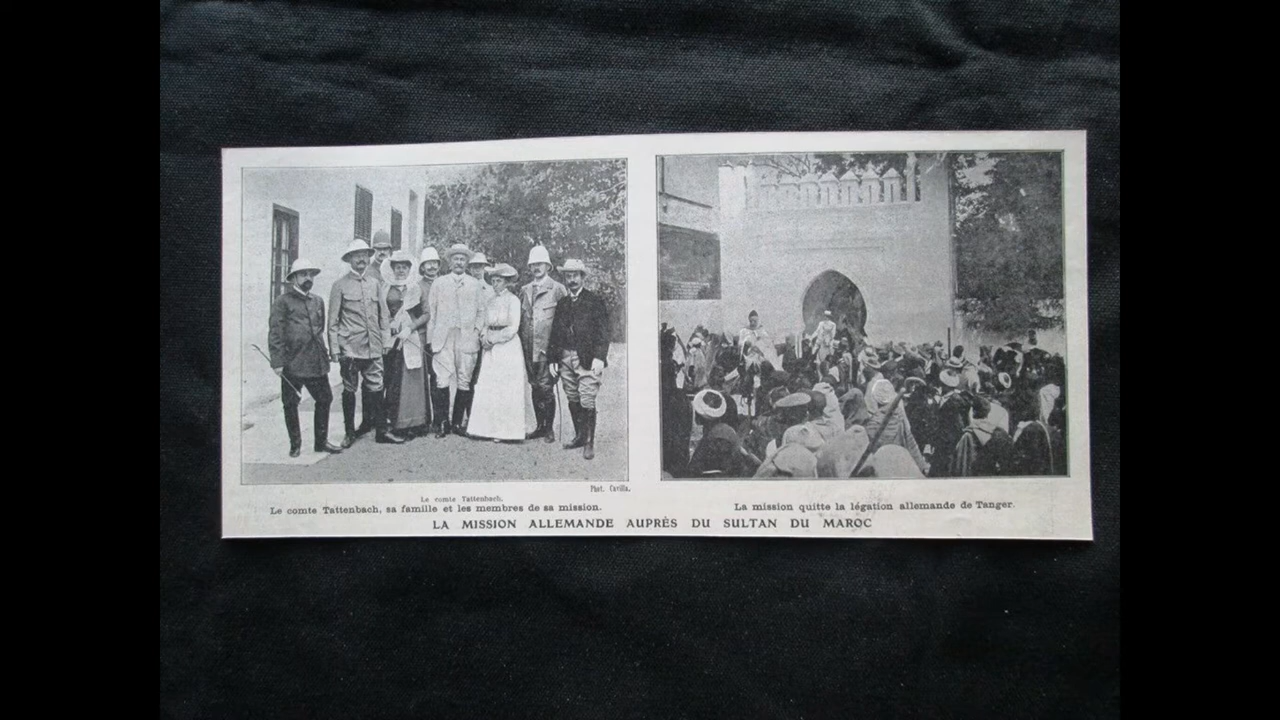 Phot. Cavilla.
Le comte Tattenbach.
Le comte Tattenbach, sa famille et les membres de sa mission.
La mission quitte la légation allemande de Tanger.
LA MISSION ALLEMANDE AUPRÈS DU SULTAN DU MAROC